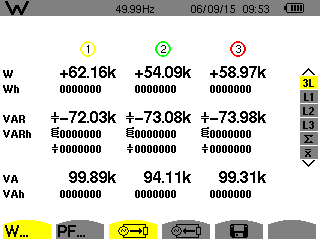 W 49.99Hz 06/09/15 09:53
1 2 3
W +62.16k +54.09k +58.97k
Wh 0000000 0000000 0000000
VAR -72.03k -73.08k -73.98k
VARh 0000000 0000000 0000000
0000000 0000000 0000000
VA 99.89k 94.11k 99.31k
VAh 0000000 0000000 0000000
3L
L1
L2
L3
Σ
x̄
W... PF...